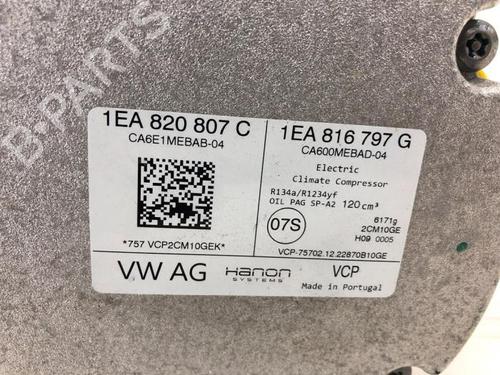 1EA 820 807 C
CA6E1MEBAB-04
*757 VCP2CM10GEK*
1EA 816 797 G
CA600MEBAD-04
Electric
Climate Compressor
R134a/R1234yf
OIL PAG SP-A2 120 cm³
07S
6171g
2CM10GE
H09 0005
VCP-75702.12.22870B10GE
VW AG
Hanon
SYSTEMS
VCP
Made in Portugal
B-PARTS